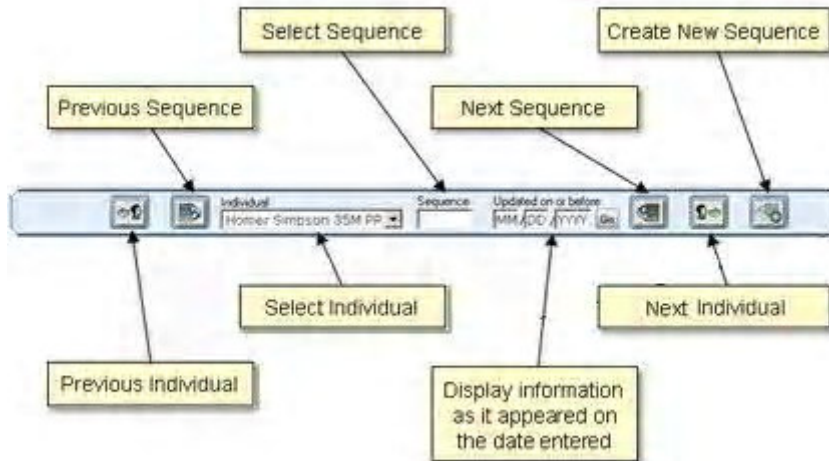 Select Sequence
Create New Sequence
Previous Sequence
Next Sequence
Individual
Sequence
Updated on or before
Homer Simpson 35M PP
MM/DD/YYYY
Go
Select Individual
Next Individual
Previous Individual
Display information
as it appeared on
the date entered